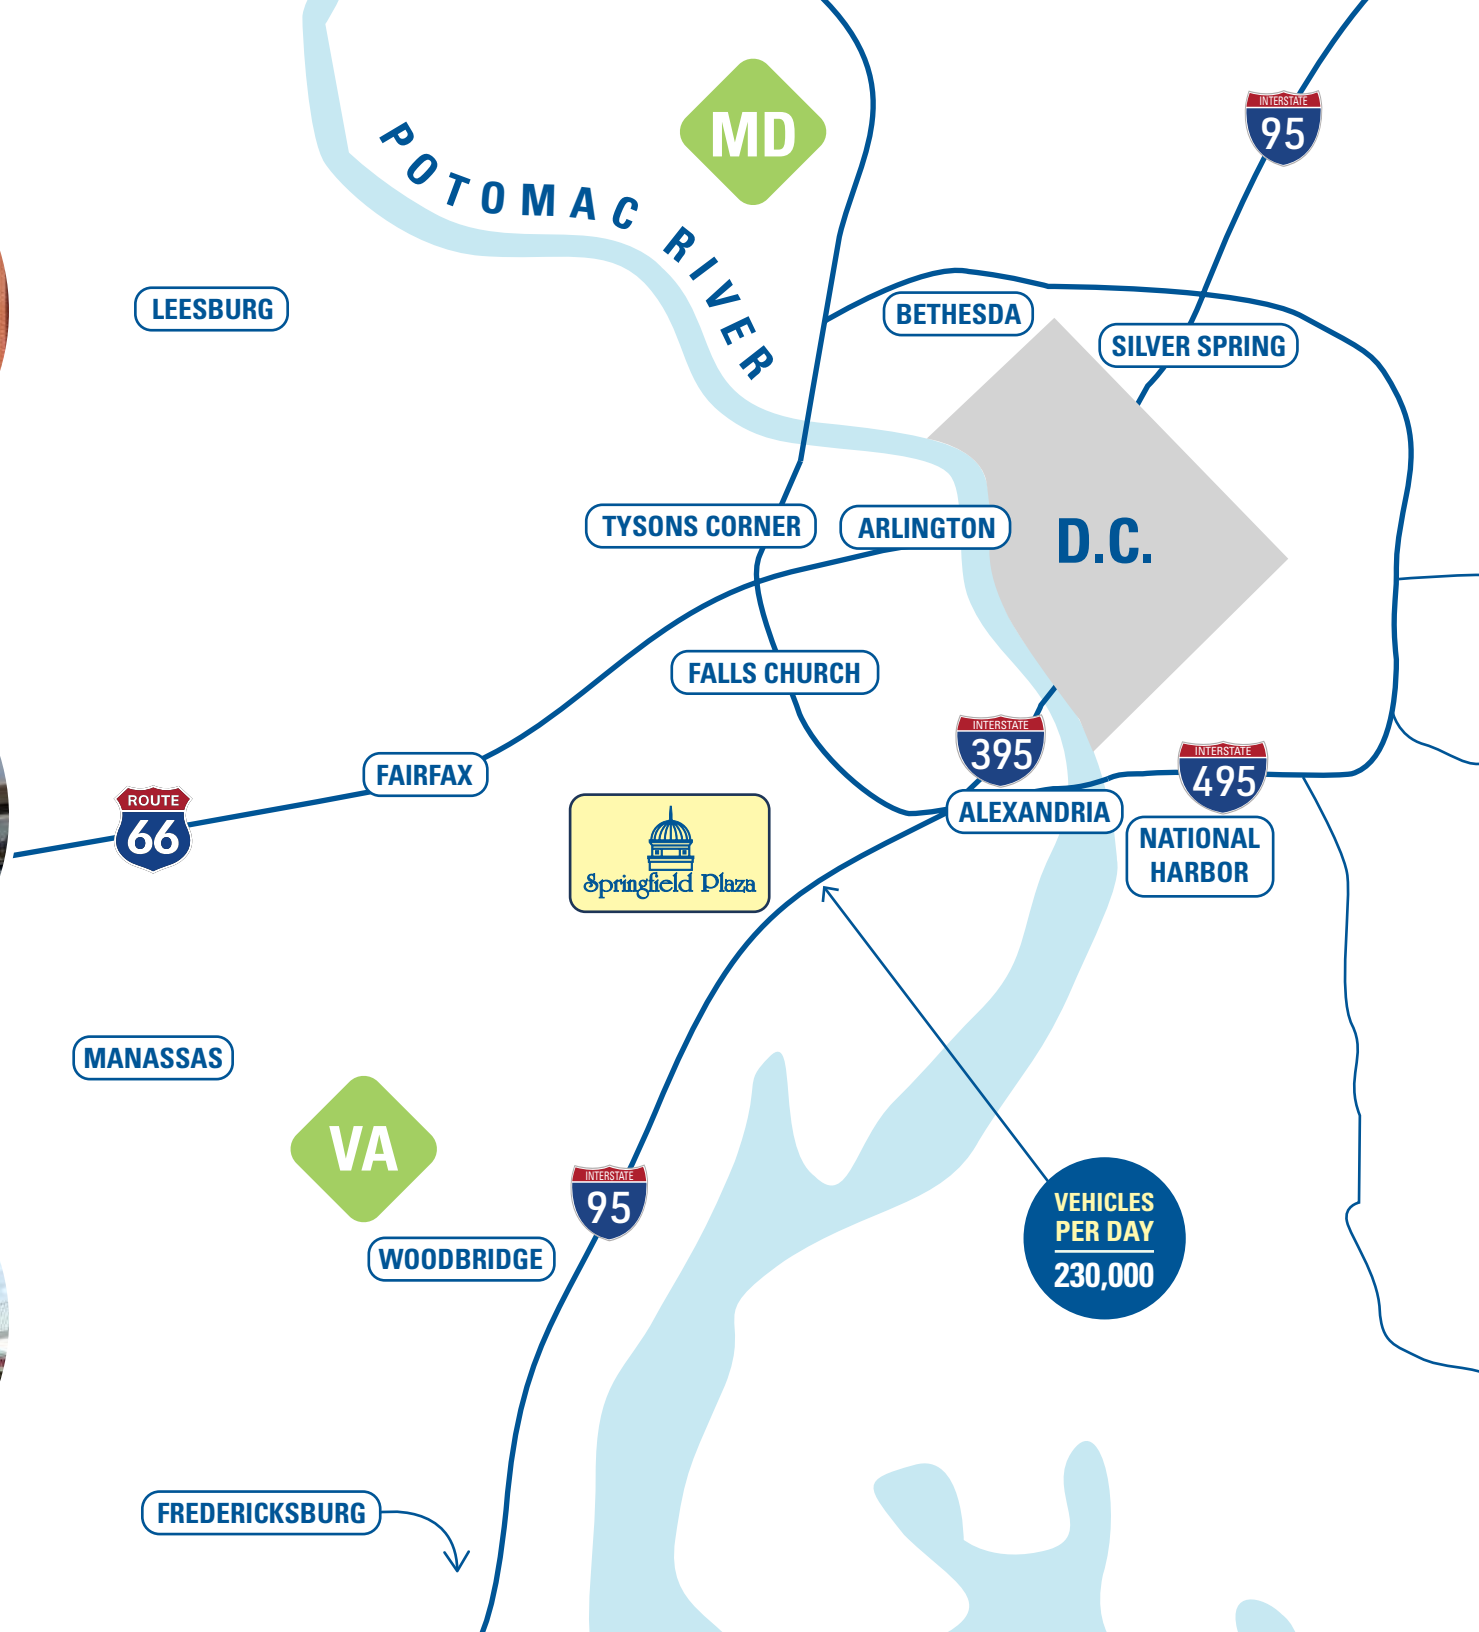 MD
INTERSTATE
95
POTOMAC RIVER
LEESBURG
BETHESDA
SILVER SPRING
TYSONS CORNER
ARLINGTON
D.C.
FALLS CHURCH
INTERSTATE
395
INTERSTATE
495
FAIRFAX
ROUTE
66
ALEXANDRIA
NATIONAL
HARBOR
Springfield Plaza
MANASSAS
VA
INTERSTATE
95
WOODBRIDGE
VEHICLES
PER DAY
230,000
FREDERICKSBURG